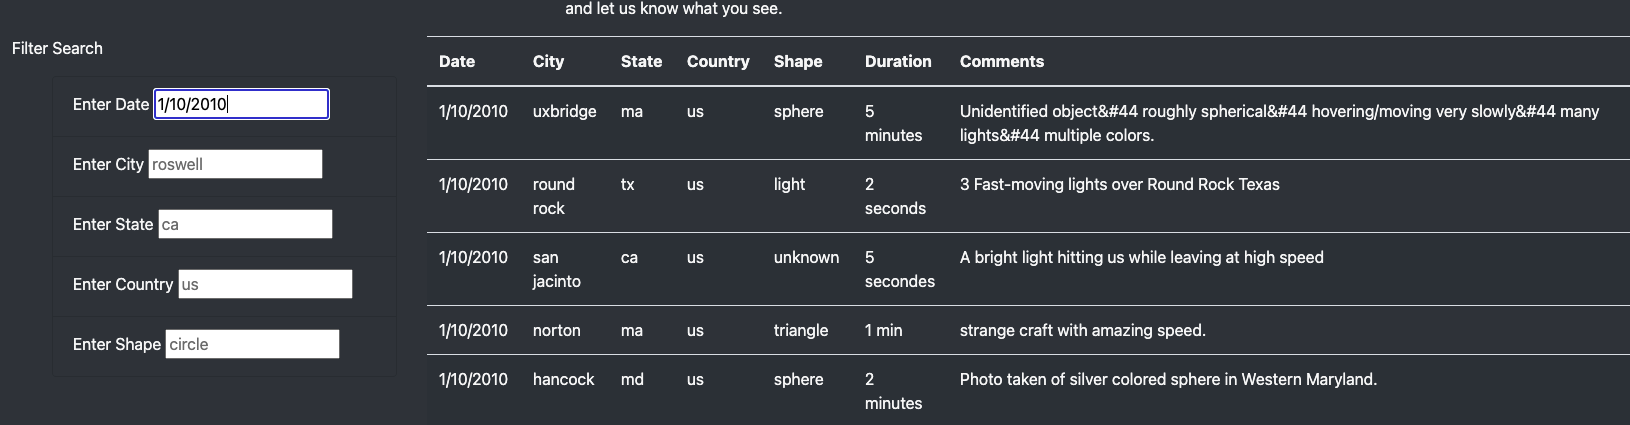 and let us know what you see.
Filter Search
Enter Date 1/10/2010
Enter City roswell
Enter State ca
Enter Country us
Enter Shape circle
Date City State Country Shape Duration Comments
1/10/2010 uxbridge ma us sphere 5 minutes Unidentified object&#44 roughly spherical&#44 hovering/moving very slowly&#44 many
lights&#44 multiple colors.
1/10/2010 round rock tx us light 2 seconds 3 Fast-moving lights over Round Rock Texas
1/10/2010 san jacinto ca us unknown 5 secondes A bright light hitting us while leaving at high speed
1/10/2010 norton ma us triangle 1 min strange craft with amazing speed.
1/10/2010 hancock md us sphere 2 minutes Photo taken of silver colored sphere in Western Maryland.